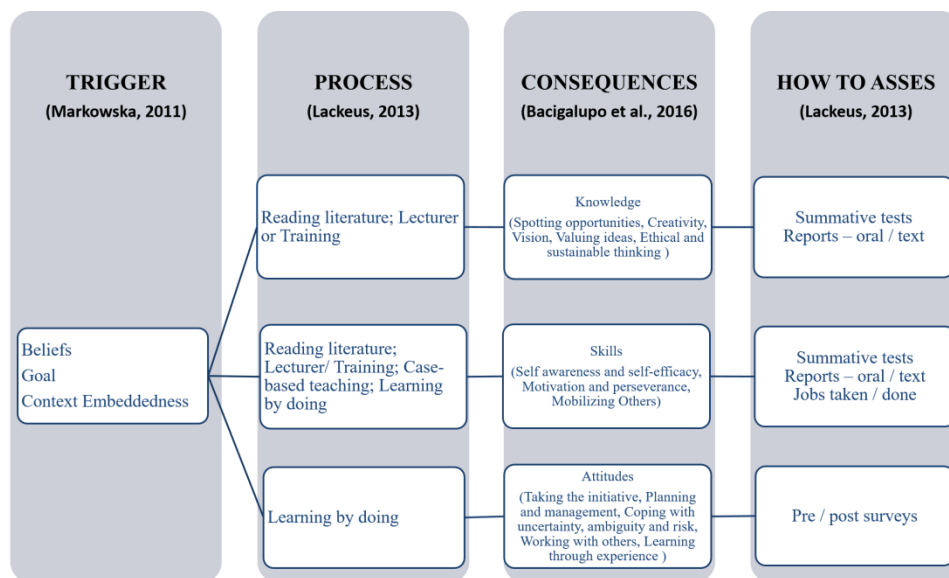 TRIGGER
(Markowska, 2011)
PROCESS
(Lackeus, 2013)
CONSEQUENCES
(Bacigalupo et al., 2016)
HOW TO ASSES
(Lackeus, 2013)
Beliefs
Goal
Context Embeddedness
Reading literature; Lecturer
or Training
Knowledge
(Spotting opportunities, Creativity,
Vision, Valuing ideas, Ethical and
sustainable thinking )
Summative tests
Reports – oral / text
Reading literature;
Lecturer/ Training; Case-
based teaching; Learning
by doing
Skills
(Self awareness and self-efficacy,
Motivation and perseverance,
Mobilizing Others)
Summative tests
Reports – oral / text
Jobs taken / done
Learning by doing
Attitudes
(Taking the initiative, Planning
and management, Coping with
uncertainty, ambiguity and risk,
Working with others, Learning
through experience )
Pre / post surveys